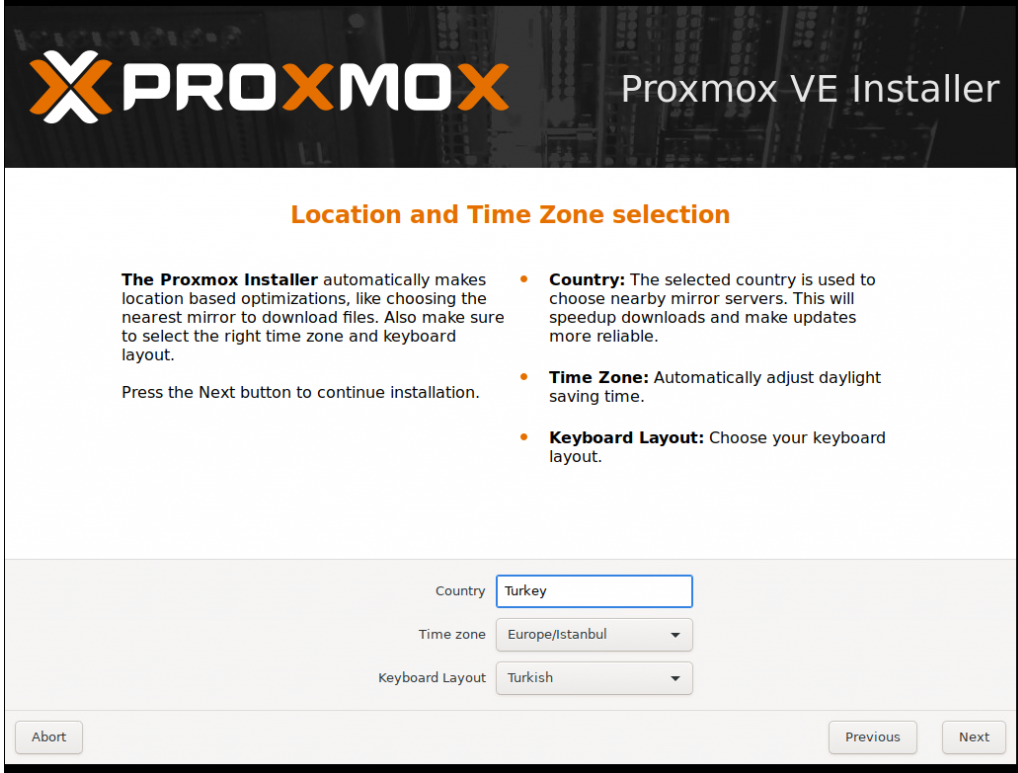 PROXMOX
Proxmox VE Installer
Location and Time Zone selection
The Proxmox Installer automatically makes
location based optimizations, like choosing the
nearest mirror to download files. Also make sure
to select the right time zone and keyboard
layout.
Press the Next button to continue installation.
Country: The selected country is used to
choose nearby mirror servers. This will
speedup downloads and make updates
more reliable.
Time Zone: Automatically adjust daylight
saving time.
Keyboard Layout: Choose your keyboard
layout.
Country Turkey
Time zone Europe/Istanbul
Keyboard Layout Turkish
Abort Previous Next